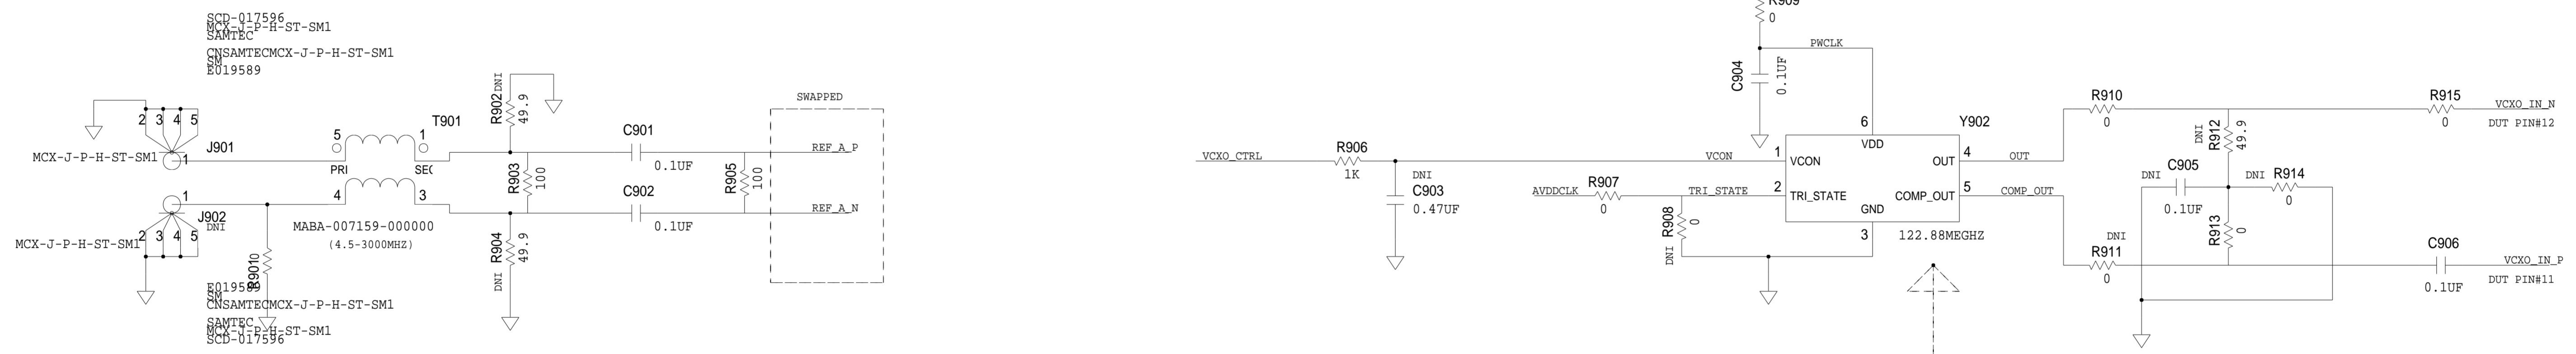 SCD-017596
MCX-J-P-H-ST-SM1
SAMTEC
CNSAMTECMCX-J-P-H-ST-SM1
SM
E019589
2 3 4 5
MCX-J-P-H-ST-SM1
1
J901
5
1
T901
PRI
SEC
4
3
MABA-007159-000000
(4.5-3000MHZ)
1
J902
DNI
2 3 4 5
MCX-J-P-H-ST-SM1
R9010
0
E019589
SM
CNSAMTECMCX-J-P-H-ST-SM1
SAMTEC
MCX-J-P-H-ST-SM1
SCD-017596
R902
DNI
49.9
R903
100
R904
49.9
DNI
C901
0.1UF
C902
0.1UF
R905
100
SWAPPED
REF_A_P
REF_A_N
VCXO_CTRL
R906
1K
DNI
C903
0.47UF
VCON
AVDDCLK
R907
0
TRI_STATE
R908
0
DNI
R909
0
PWCLK
C904
0.1UF
6
Y902
VDD
1
VCON
OUT
4
2
TRI_STATE
COMP_OUT
5
GND
3
122.88MEGHZ
OUT
COMP_OUT
R910
0
DNI
R911
0
DNI
R912
49.9
C905
DNI
0.1UF
DNI
R914
0
R913
0
R915
0
VCXO_IN_N
DUT PIN#12
C906
0.1UF
VCXO_IN_P
DUT PIN#11